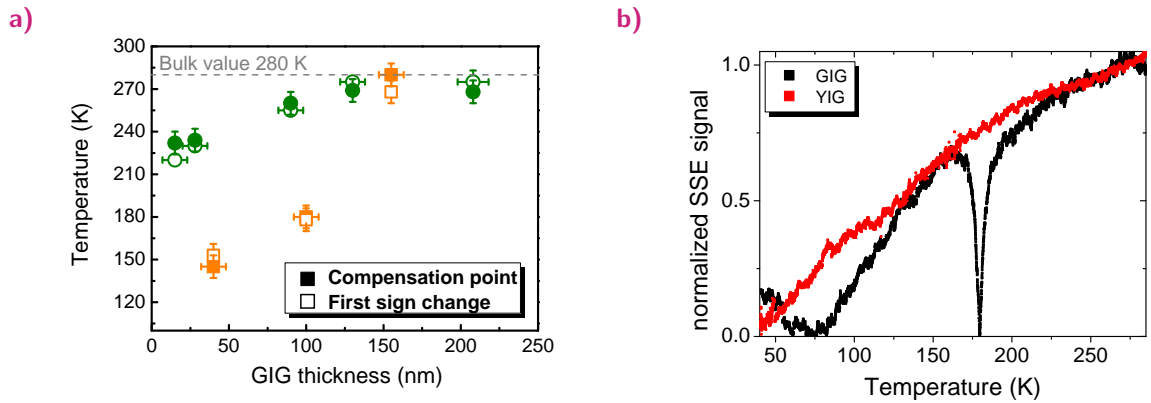 a)
300
270
240
210
180
150
120
Temperature (K)
Bulk value 280 K
Compensation point
First sign change
0
50
100
150
200
250
GIG thickness (nm)
b)
1.0
0.5
0.0
normalized SSE signal
GIG
YIG
50
100
150
200
250
Temperature (K)